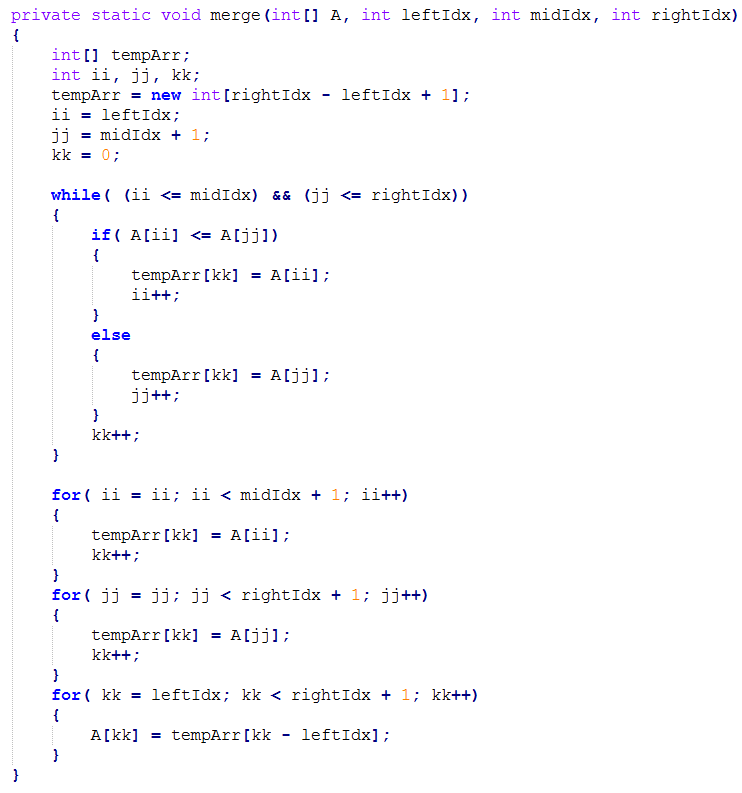 private static void merge(int[] A, int leftIdx, int midIdx, int rightIdx)
{
    int[] tempArr;
    int ii, jj, kk;
    tempArr = new int[rightIdx - leftIdx + 1];
    ii = leftIdx;
    jj = midIdx + 1;
    kk = 0;

    while( (ii <= midIdx) && (jj <= rightIdx))
    {
        if( A[ii] <= A[jj])
        {
            tempArr[kk] = A[ii];
            ii++;
        }
        else
        {
            tempArr[kk] = A[jj];
            jj++;
        }
        kk++;
    }

    for( ii = ii; ii < midIdx + 1; ii++)
    {
        tempArr[kk] = A[ii];
        kk++;
    }
    for( jj = jj; jj < rightIdx + 1; jj++)
    {
        tempArr[kk] = A[jj];
        kk++;
    }
    for( kk = leftIdx; kk < rightIdx + 1; kk++)
    {
        A[kk] = tempArr[kk - leftIdx];
    }
}